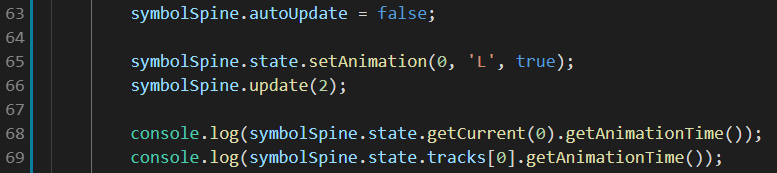 63 symbolSpine.autoUpdate = false;
64
65 symbolSpine.state.setAnimation(0, 'L', true);
66 symbolSpine.update(2);
67
68 console.log(symbolSpine.state.getCurrent(0).getAnimationTime());
69 console.log(symbolSpine.state.tracks[0].getAnimationTime());